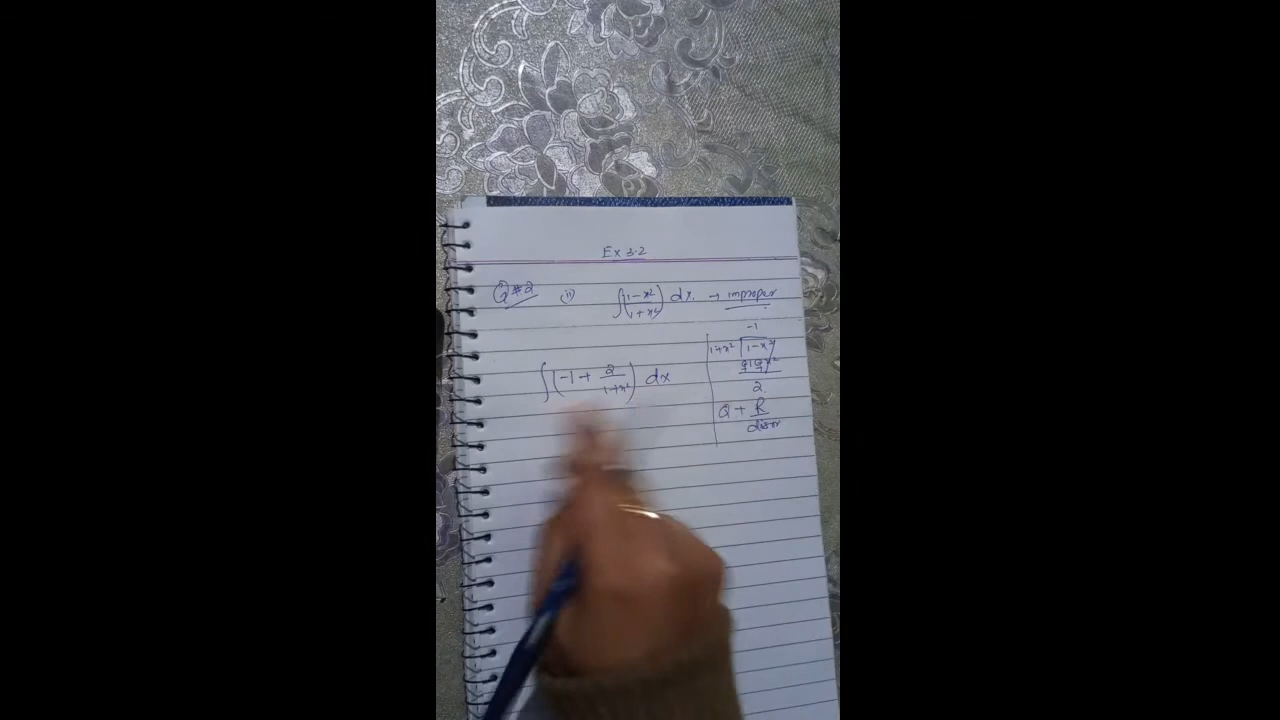 Ex 3.2
Q#2 (ii) ∫(1-x²/1+x²) dx. → improper
-1
1+x² 1-x²
2
∫(-1 + 2/1+x²) dx
Q + R/